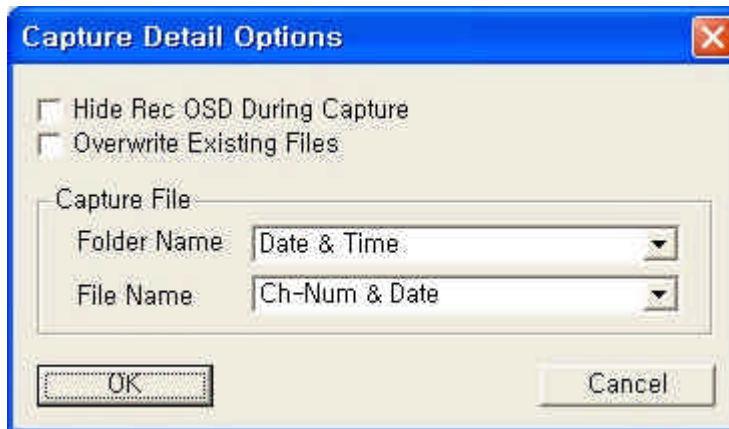 Capture Detail Options
Hide Rec OSD During Capture
Overwrite Existing Files
Capture File
Folder Name Date & Time
File Name Ch-Num & Date
OK Cancel